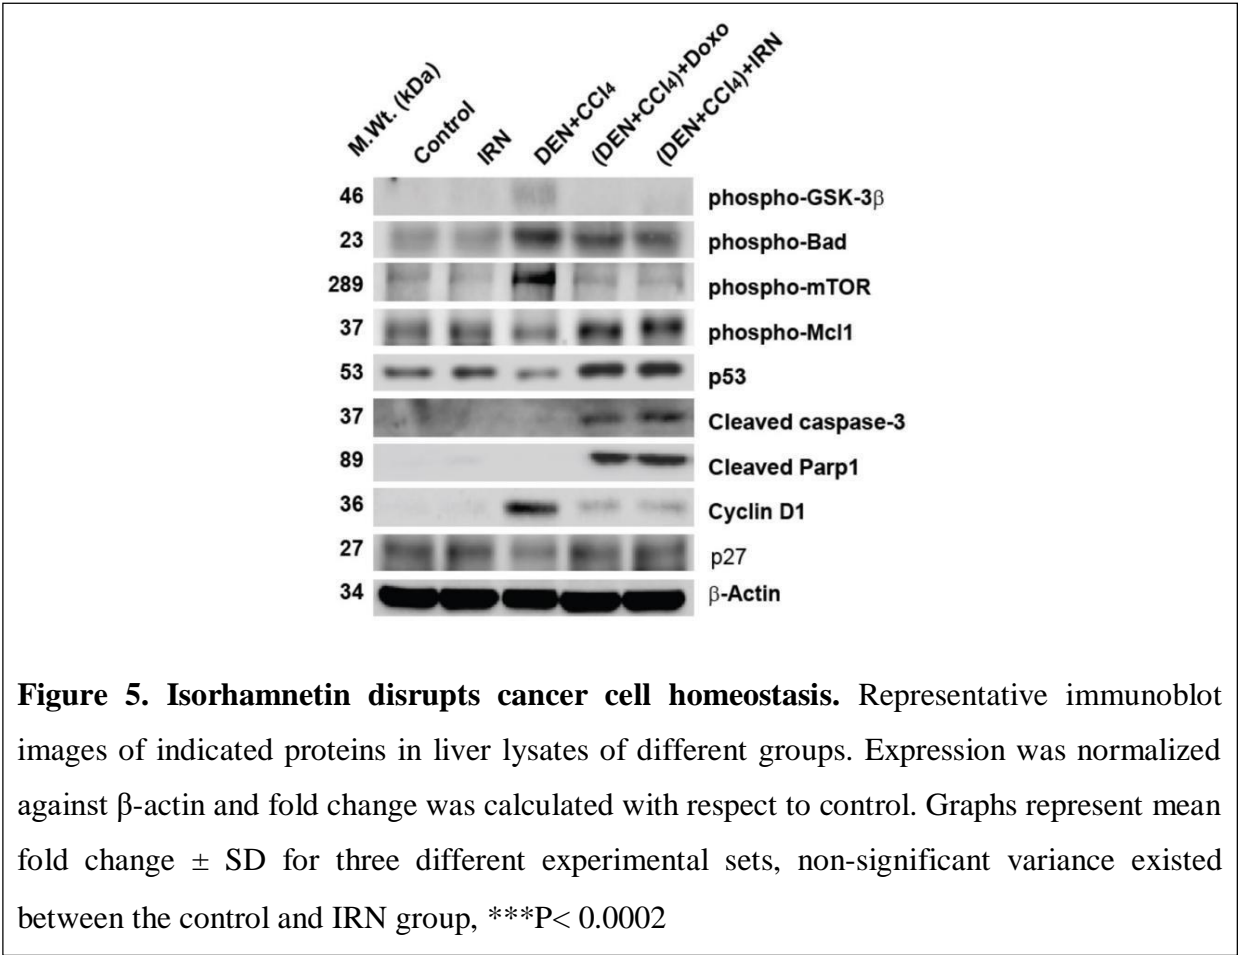 M.Wt. (kDa)
Control
IRN
DEN+CCl₄
(DEN+CCl₄)+Doxo
(DEN+CCl₄)+IRN
46 phospho-GSK-3β
23 phospho-Bad
289 phospho-mTOR
37 phospho-Mcl1
53 p53
37 Cleaved caspase-3
89 Cleaved Parp1
36 Cyclin D1
27 p27
34 β-Actin
Figure 5. Isorhamnetin disrupts cancer cell homeostasis. Representative immunoblot
images of indicated proteins in liver lysates of different groups. Expression was normalized
against β-actin and fold change was calculated with respect to control. Graphs represent mean
fold change ± SD for three different experimental sets, non-significant variance existed
between the control and IRN group, ***P< 0.0002